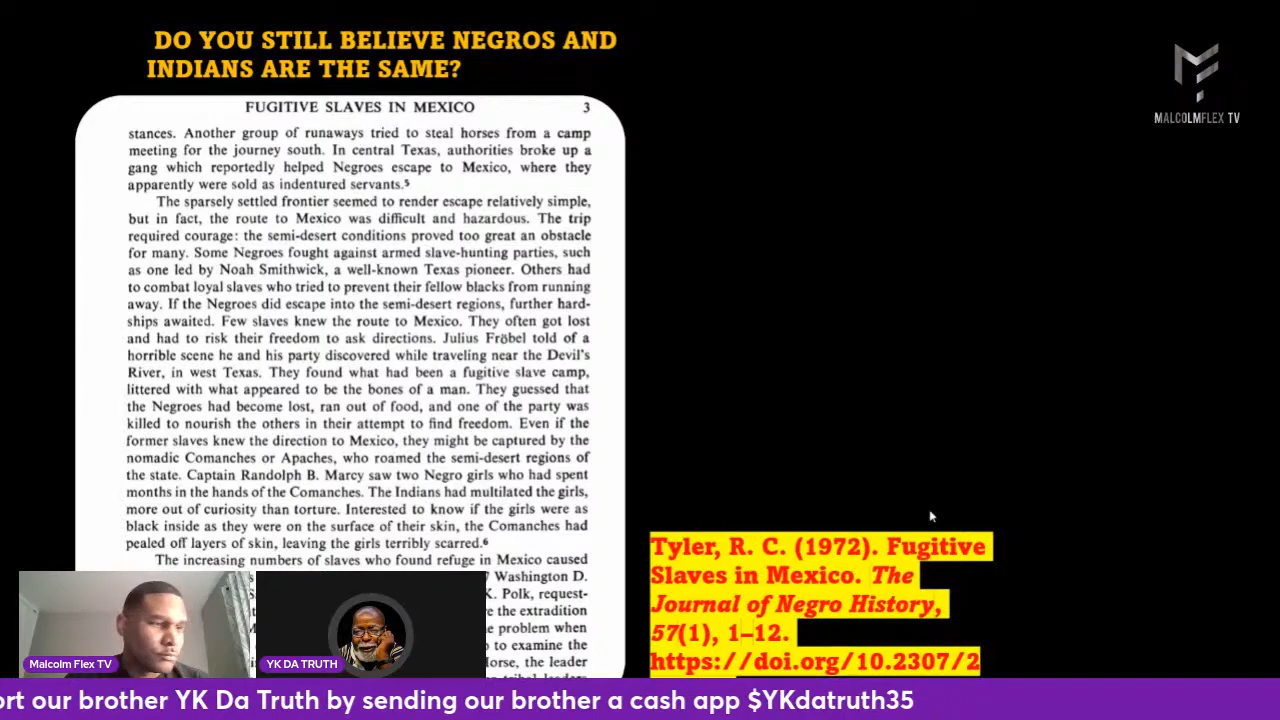 DO YOU STILL BELIEVE NEGROS AND
INDIANS ARE THE SAME?
MALCOLMFLEX TV
FUGITIVE SLAVES IN MEXICO 3
stances. Another group of runaways tried to steal horses from a camp
meeting for the journey south. In central Texas, authorities broke up a
gang which reportedly helped Negroes escape to Mexico, where they
apparently were sold as indentured servants.⁵
The sparsely settled frontier seemed to render escape relatively simple,
but in fact, the route to Mexico was difficult and hazardous. The trip
required courage: the semi-desert conditions proved too great an obstacle
for many. Some Negroes fought against armed slave-hunting parties, such
as one led by Noah Smithwick, a well-known Texas pioneer. Others had
to combat loyal slaves who tried to prevent their fellow blacks from running
away. If the Negroes did escape into the semi-desert regions, further hard-
ships awaited. Few slaves knew the route to Mexico. They often got lost
and had to risk their freedom to ask directions. Julius Fröbel told of a
horrible scene he and his party discovered while traveling near the Devil's
River, in west Texas. They found what had been a fugitive slave camp,
littered with what appeared to be the bones of a man. They guessed that
the Negroes had become lost, ran out of food, and one of the party was
killed to nourish the others in their attempt to find freedom. Even if the
former slaves knew the direction to Mexico, they might be captured by the
nomadic Comanches or Apaches, who roamed the semi-desert regions of
the state. Captain Randolph B. Marcy saw two Negro girls who had spent
months in the hands of the Comanches. The Indians had multilated the girls,
more out of curiosity than torture. Interested to know if the girls were as
black inside as they were on the surface of their skin, the Comanches had
pealed off layers of skin, leaving the girls terribly scarred.⁶
The increasing numbers of slaves who found refuge in Mexico caused
Washington D.
K. Polk, request-
the extradition
problem when
to examine the
Horse, the leader
Tyler, R. C. (1972). Fugitive
Slaves in Mexico. The
Journal of Negro History,
57(1), 1–12.
https://doi.org/10.2307/2
Malcolm Flex TV
YK DA TRUTH
ort our brother YK Da Truth by sending our brother a cash app $YKdatruth35